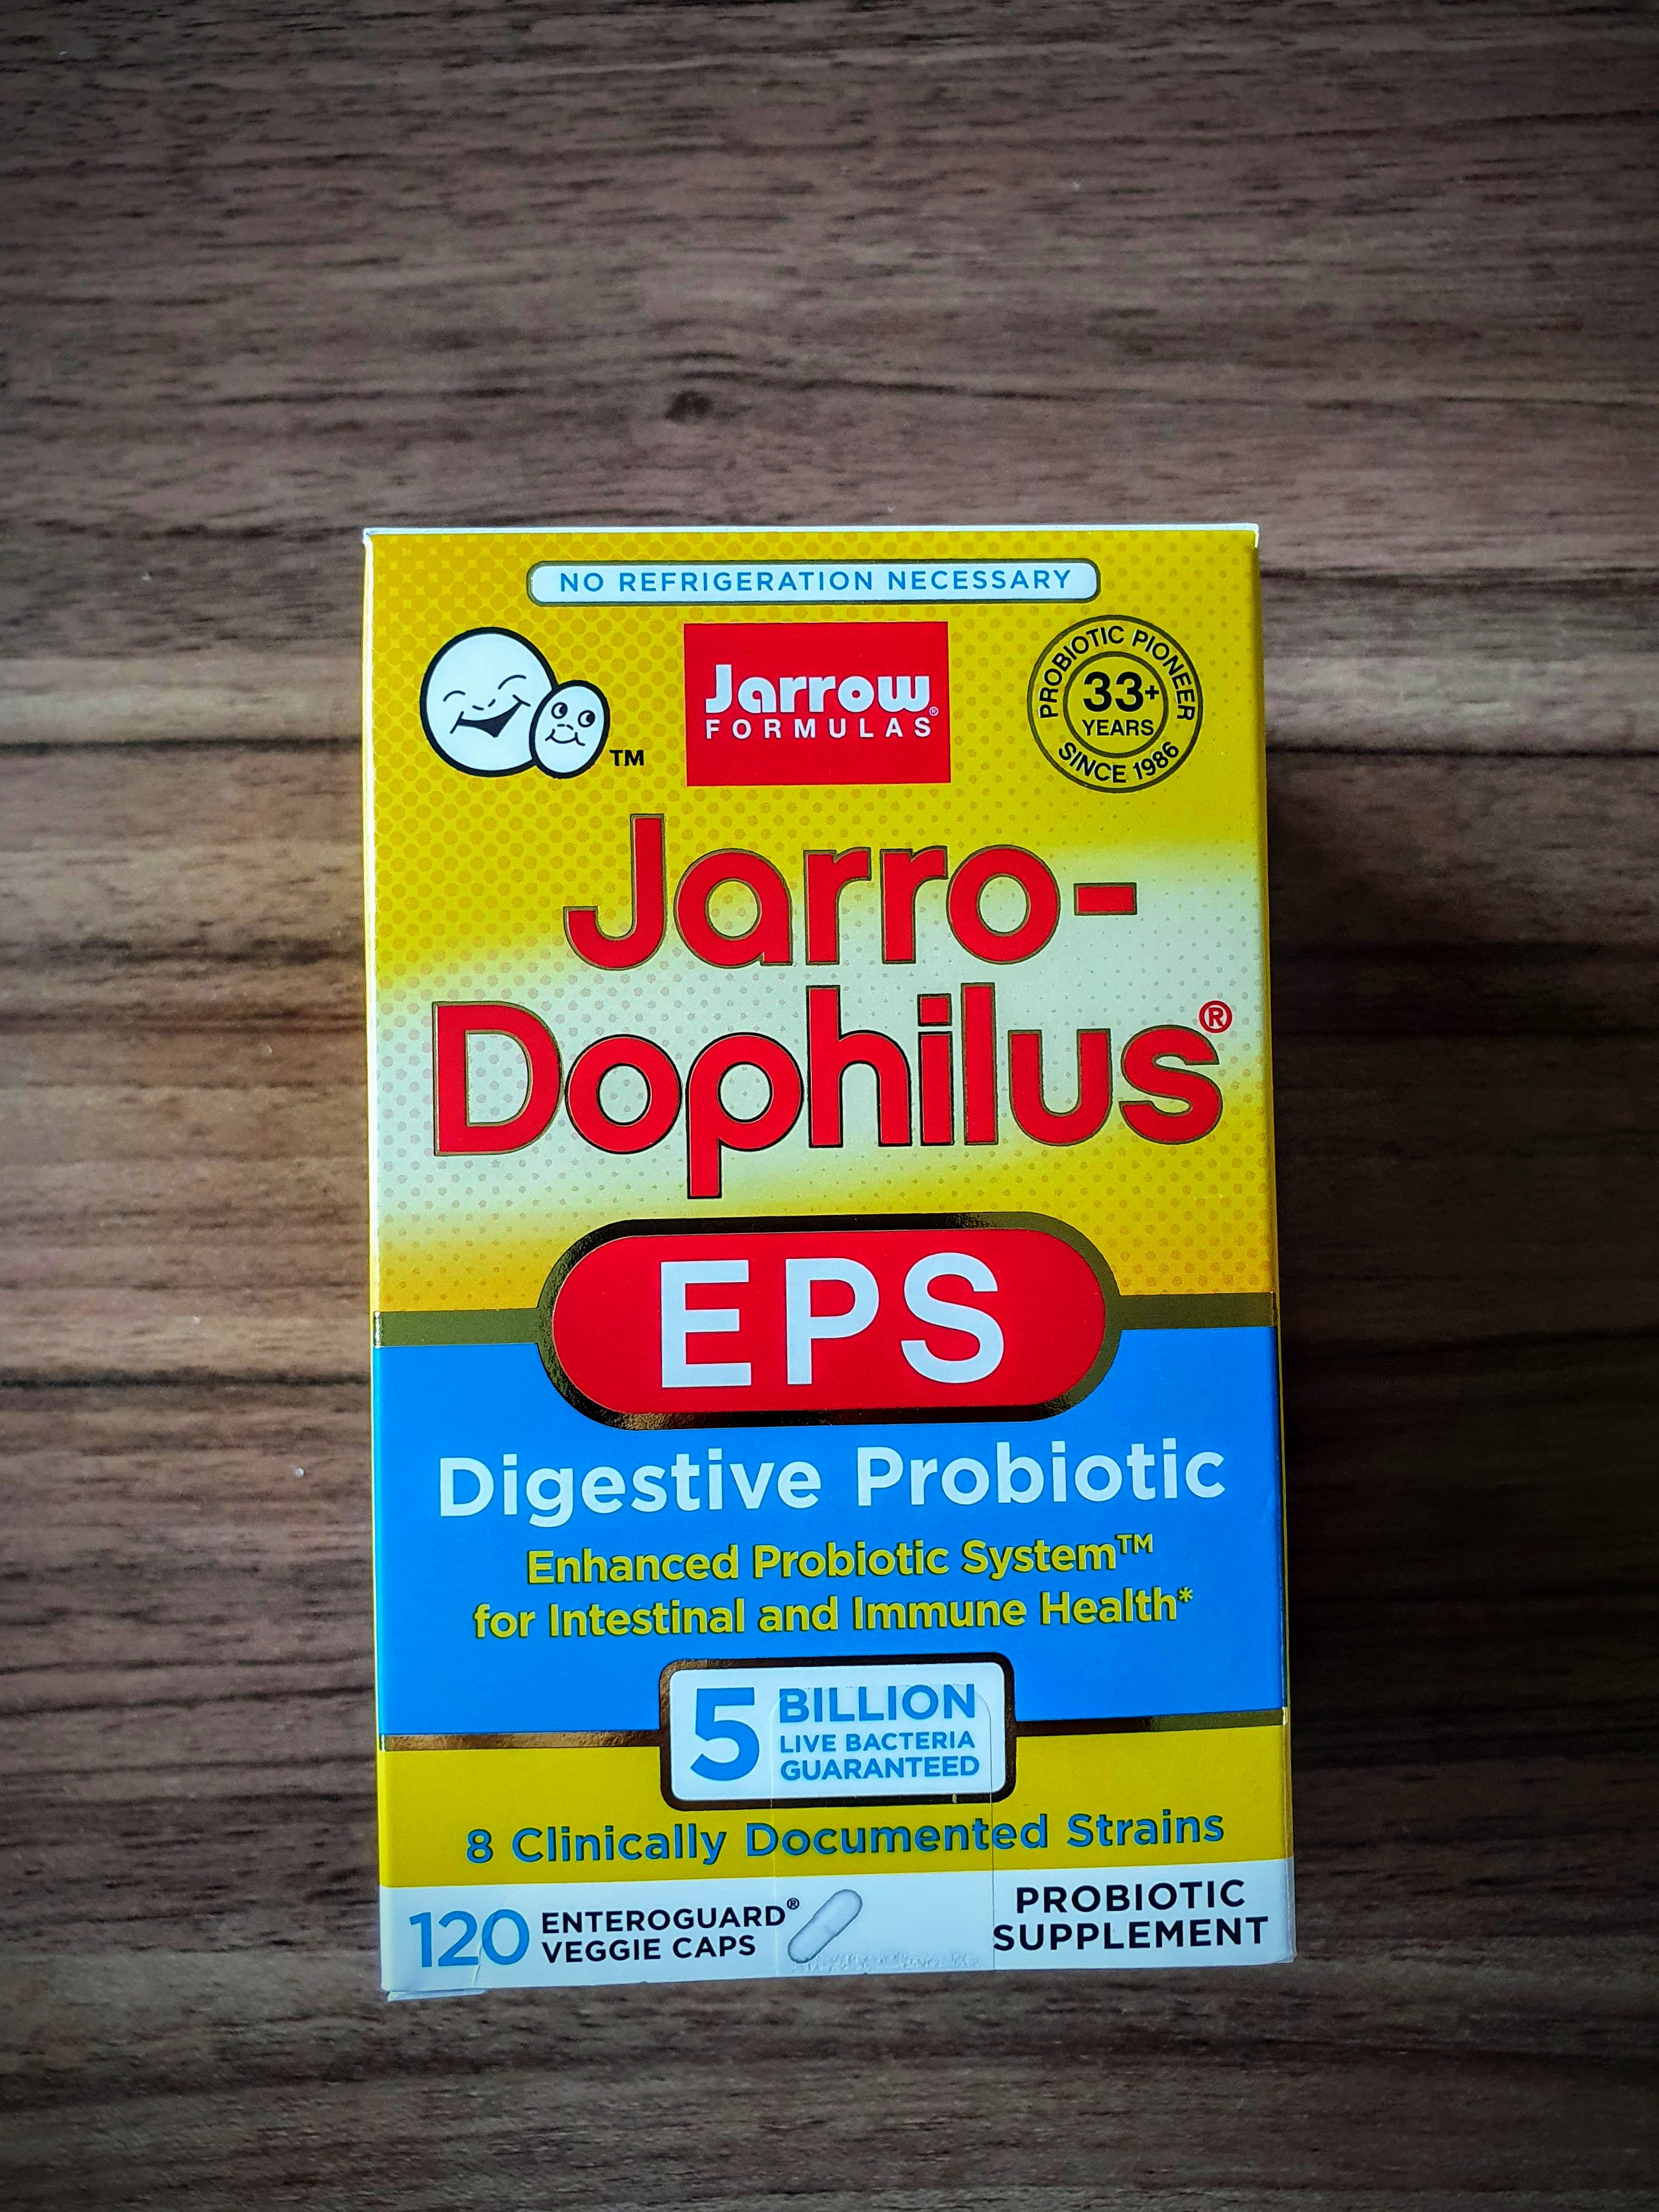 NO REFRIGERATION NECESSARY
TM
Jarrow®
FORMULAS
PROBIOTIC PIONEER
33+
YEARS
SINCE 1986
Jarro-
Dophilus®
EPS
Digestive Probiotic
Enhanced Probiotic System™
for Intestinal and Immune Health*
5 BILLION
LIVE BACTERIA
GUARANTEED
8 Clinically Documented Strains
120 ENTEROGUARD®
VEGGIE CAPS
PROBIOTIC
SUPPLEMENT